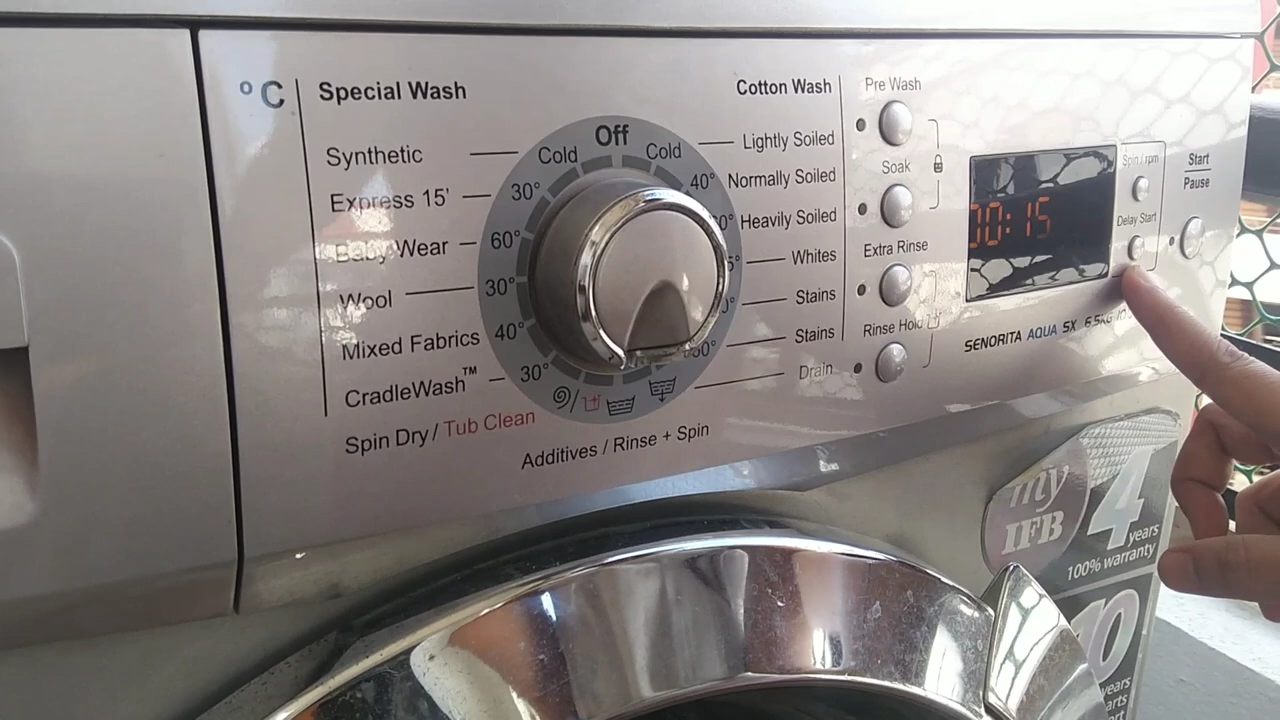 °C
Special Wash
Synthetic
Express 15'
Baby Wear
Wool
Mixed Fabrics
CradleWash™
Spin Dry / Tub Clean
Additives / Rinse + Spin
Off
Cold
30°
60°
30°
40°
30°
Cold
40°
Cotton Wash
Lightly Soiled
Normally Soiled
Heavily Soiled
Whites
Stains
Stains
Drain
Pre Wash
Soak
Extra Rinse
Rinse Hold
00:15
Spin / rpm
Delay Start
Start
Pause
SENORITA AQUA SX 6.5KG
my
IFB
4
years
100% warranty
10
years